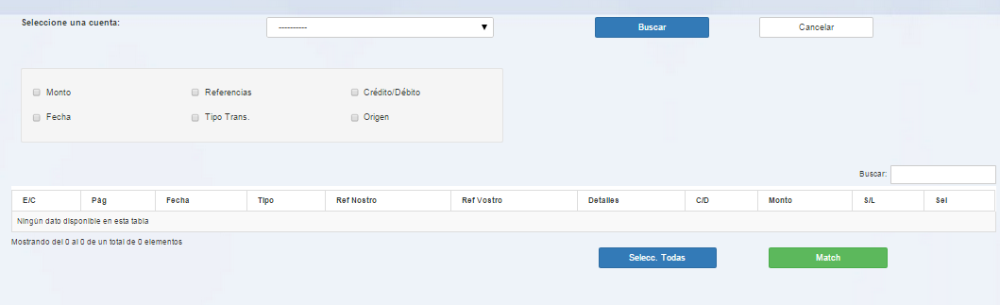 Seleccione una cuenta: ---------- Buscar Cancelar
Monto Referencias Crédito/Débito
Fecha Tipo Trans. Origen
Buscar:
E/C Pág Fecha Tipo Ref Nostro Ref Vostro Detalles C/D Monto S/L Sel
Ningún dato disponible en esta tabla
Mostrando del 0 al 0 de un total de 0 elementos
Selecc. Todas Match